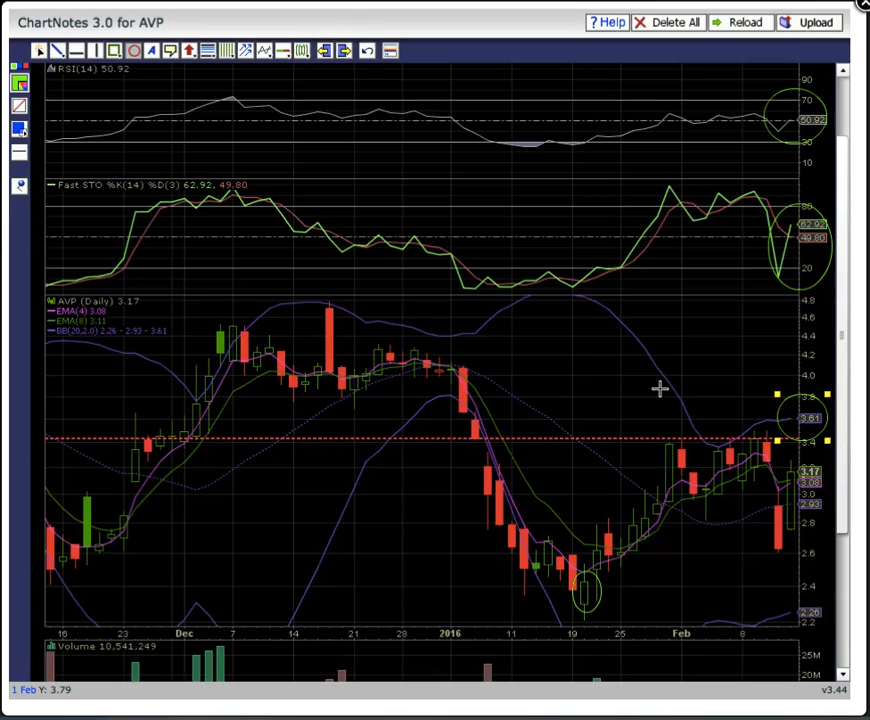 ChartNotes 3.0 for AVP
? Help Delete All Reload Upload
A
RSI(14) 50.92
90
70
50.92
30
10
Fast STO %K(14) %D(3) 62.92, 49.80
80
62.92
49.80
20
AVP (Daily) 3.17
EMA(4) 3.08
EMA(8) 3.11
BB(20,2.0) 2.26 - 2.93 - 3.61
4.8
4.6
4.4
4.2
4.0
3.8
3.61
3.4
3.2
3.17
3.08
3.0
2.93
2.8
2.6
2.4
2.26
2.2
16 23 Dec 7 14 21 28 2016 11 19 25 Feb 8
Volume 10,541,249
25M
20M
1 Feb Y: 3.79 v3.44